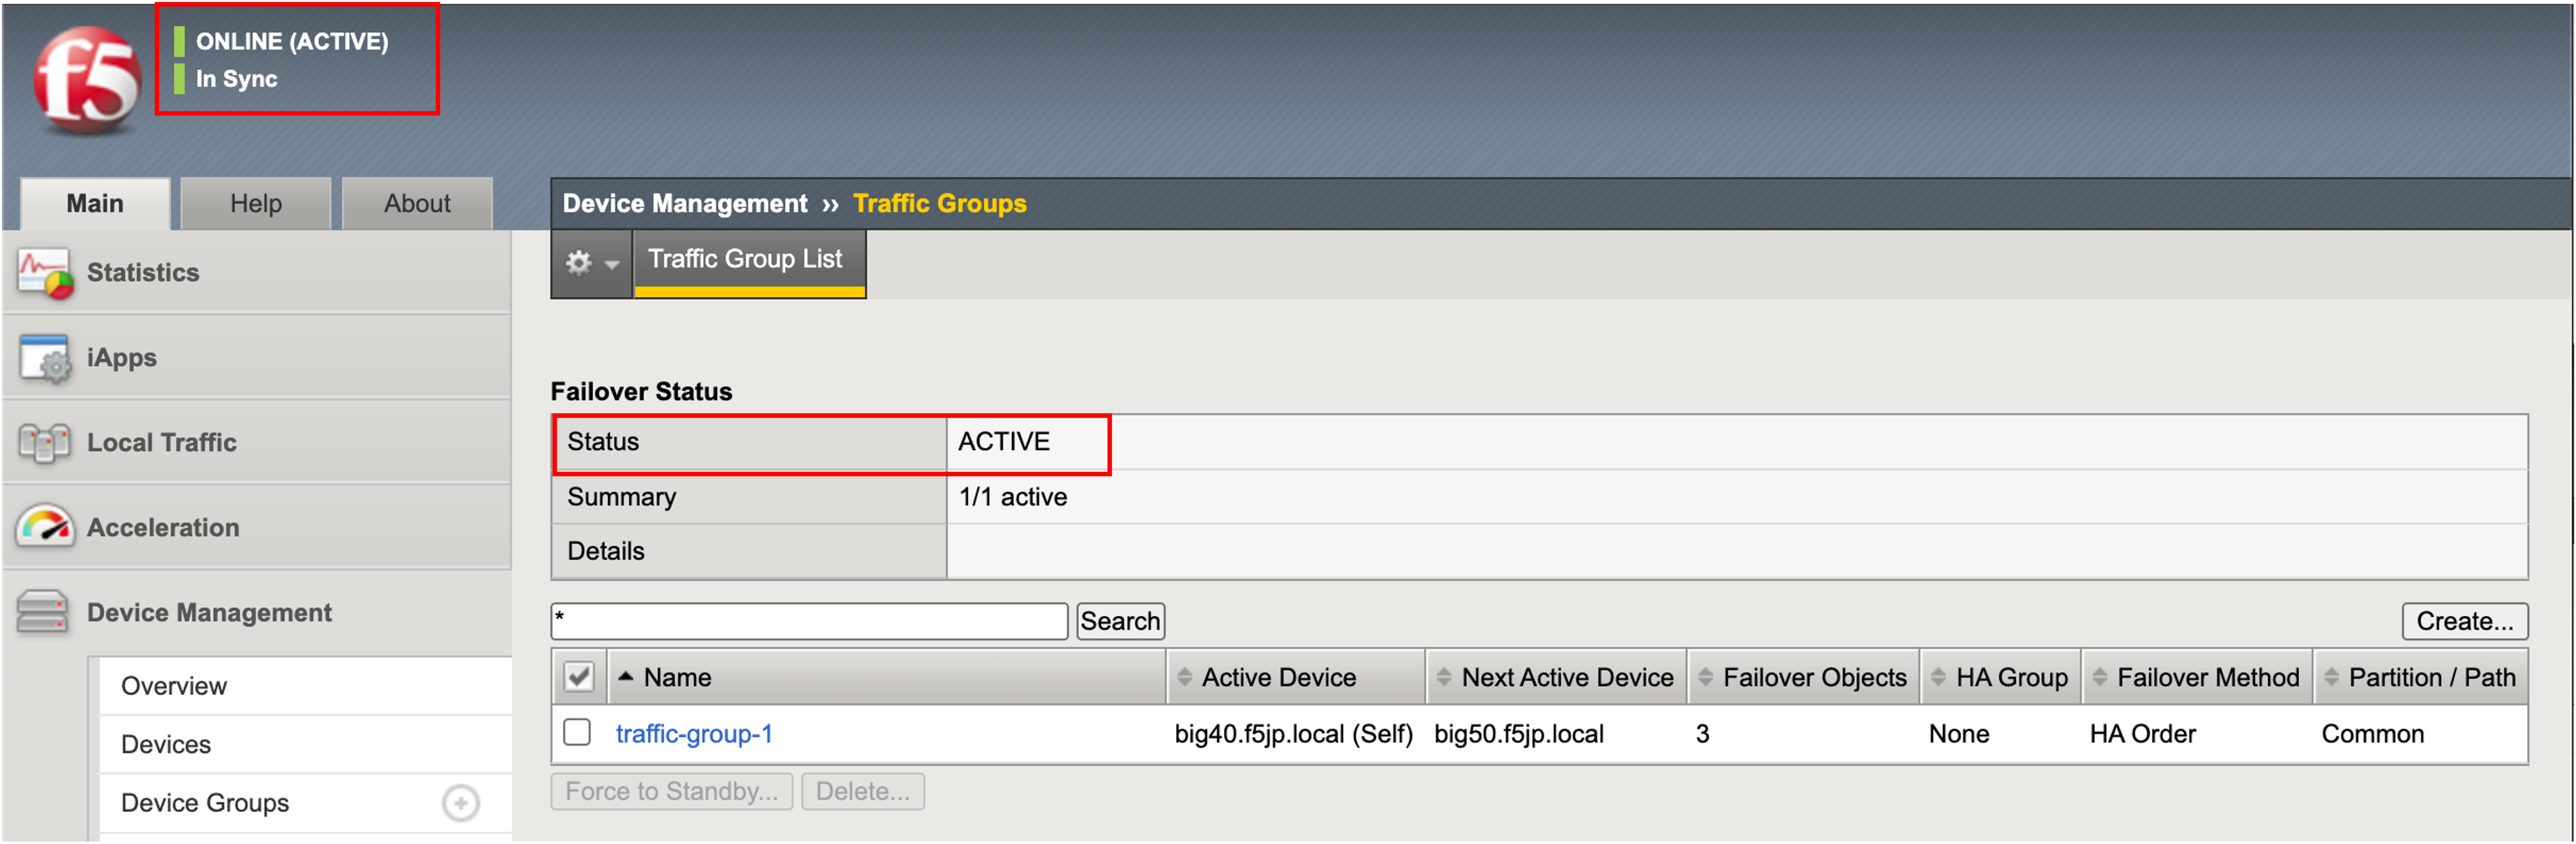 f5
ONLINE (ACTIVE)
In Sync
Main Help About
Device Management ›› Traffic Groups
Traffic Group List
Statistics
iApps
Local Traffic
Acceleration
Device Management
Overview
Devices
Device Groups
Failover Status
Status ACTIVE
Summary 1/1 active
Details
* Search Create...
Name Active Device Next Active Device Failover Objects HA Group Failover Method Partition / Path
traffic-group-1 big40.f5jp.local (Self) big50.f5jp.local 3 None HA Order Common
Force to Standby... Delete...